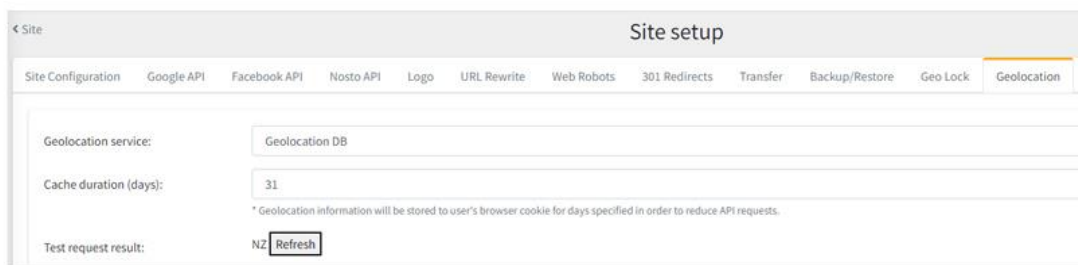 < Site
Site setup
Site Configuration Google API Facebook API Nosto API Logo URL Rewrite Web Robots 301 Redirects Transfer Backup/Restore Geo Lock Geolocation
Geolocation service: Geolocation DB
Cache duration (days): 31
* Geolocation information will be stored to user's browser cookie for days specified in order to reduce API requests.
Test request result: NZ Refresh